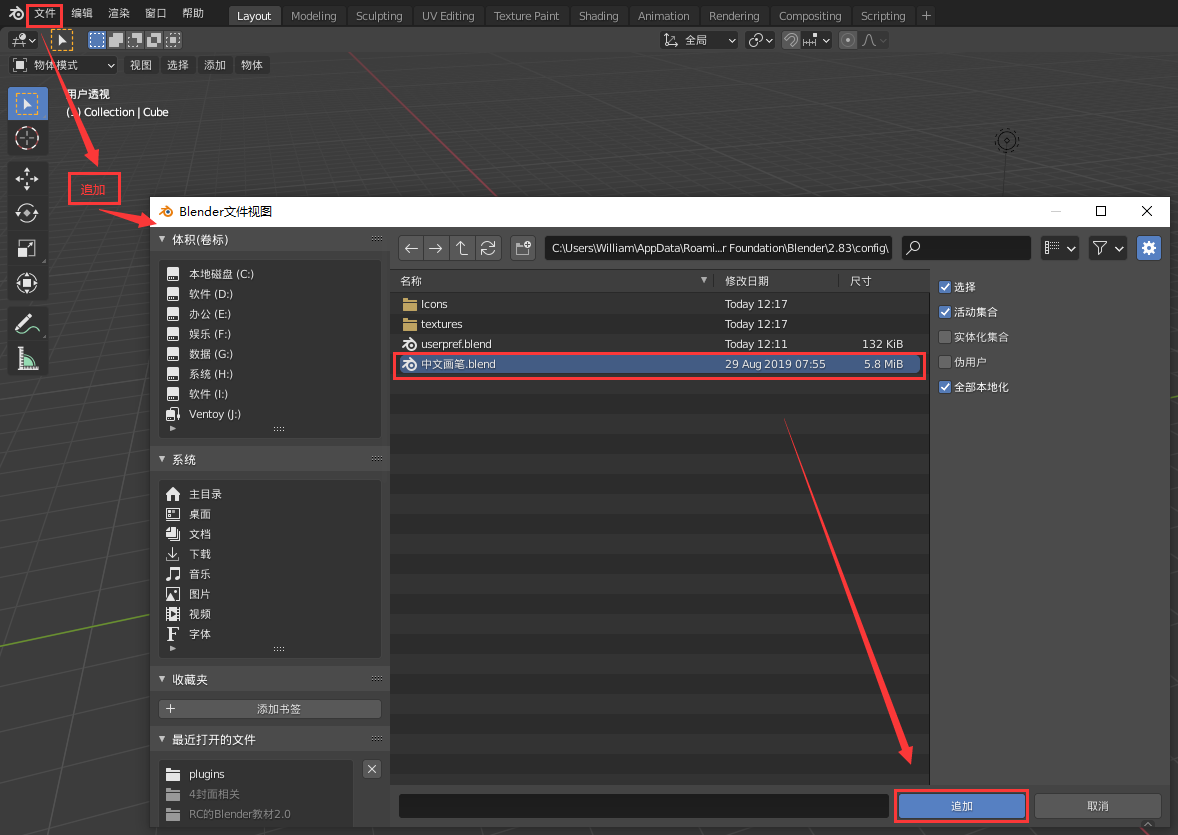 文件 编辑 渲染 窗口 帮助 Layout Modeling Sculpting UV Editing Texture Paint Shading Animation Rendering Compositing Scripting +
全局
物体模式 视图 选择 添加 物体
用户透视
Collection | Cube
追加
Blender文件视图
体积(卷标)
本地磁盘 (C:)
软件 (D:)
办公 (E:)
娱乐 (F:)
数据 (G:)
系统 (H:)
软件 (I:)
Ventoy (J:)
系统
主目录
桌面
文档
下载
音乐
图片
视频
字体
收藏夹
添加书签
最近打开的文件
plugins
4封面相关
RC的Blender教材2.0
C:\Users\William\AppData\Roami...r Foundation\Blender\2.83\config\
名称 修改日期 尺寸
Icons Today 12:17
textures Today 12:17
userpref.blend Today 12:11 132 KiB
中文画笔.blend 29 Aug 2019 07:55 5.8 MiB
选择
活动集合
实体化集合
伪用户
全部本地化
追加 取消